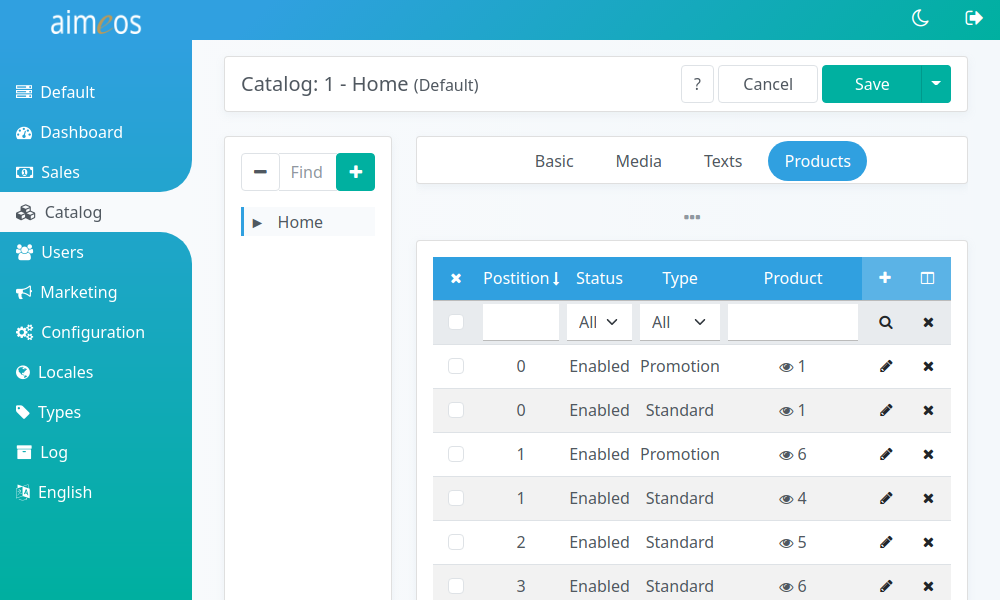 aimeos
Default
Dashboard
Sales
Catalog
Users
Marketing
Configuration
Locales
Types
Log
English
Catalog: 1 - Home (Default)
?
Cancel
Save
Find
Home
Basic Media Texts Products
Postition Status Type Product
All All
0 Enabled Promotion 1
0 Enabled Standard 1
1 Enabled Promotion 6
1 Enabled Standard 4
2 Enabled Standard 5
3 Enabled Standard 6